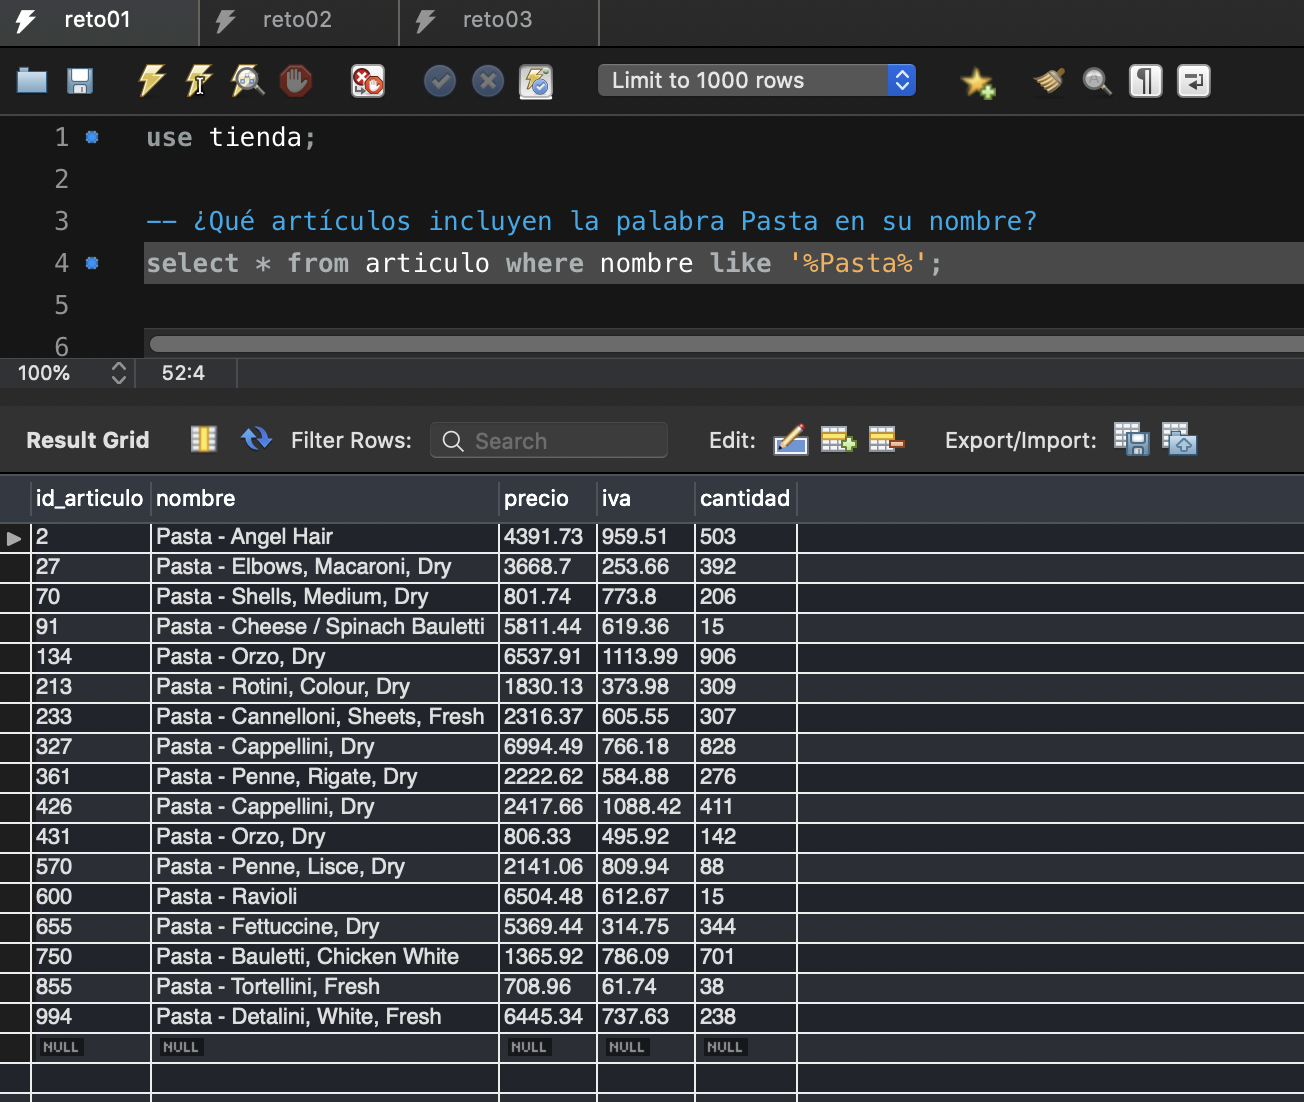 reto01 reto02 reto03
Limit to 1000 rows
1 use tienda;
2
3 -- ¿Qué artículos incluyen la palabra Pasta en su nombre?
4 select * from articulo where nombre like '%Pasta%';
5
6
100% 52:4
Result Grid Filter Rows: Search Edit: Export/Import:
id_articulo nombre precio iva cantidad
2 Pasta - Angel Hair 4391.73 959.51 503
27 Pasta - Elbows, Macaroni, Dry 3668.7 253.66 392
70 Pasta - Shells, Medium, Dry 801.74 773.8 206
91 Pasta - Cheese / Spinach Bauletti 5811.44 619.36 15
134 Pasta - Orzo, Dry 6537.91 1113.99 906
213 Pasta - Rotini, Colour, Dry 1830.13 373.98 309
233 Pasta - Cannelloni, Sheets, Fresh 2316.37 605.55 307
327 Pasta - Cappellini, Dry 6994.49 766.18 828
361 Pasta - Penne, Rigate, Dry 2222.62 584.88 276
426 Pasta - Cappellini, Dry 2417.66 1088.42 411
431 Pasta - Orzo, Dry 806.33 495.92 142
570 Pasta - Penne, Lisce, Dry 2141.06 809.94 88
600 Pasta - Ravioli 6504.48 612.67 15
655 Pasta - Fettuccine, Dry 5369.44 314.75 344
750 Pasta - Bauletti, Chicken White 1365.92 786.09 701
855 Pasta - Tortellini, Fresh 708.96 61.74 38
994 Pasta - Detalini, White, Fresh 6445.34 737.63 238
NULL NULL NULL NULL NULL